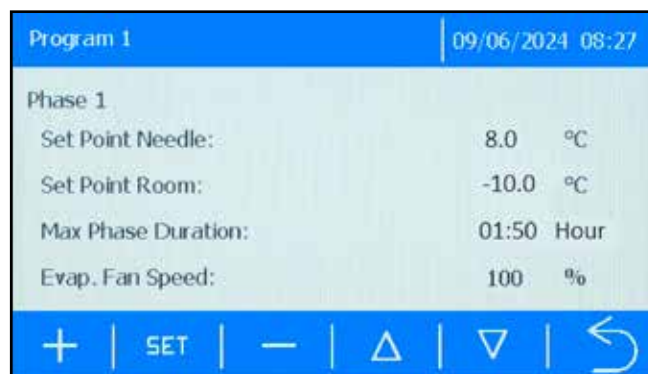 Program 1 09/06/2024 08:27
Phase 1
Set Point Needle: 8.0 °C
Set Point Room: -10.0 °C
Max Phase Duration: 01:50 Hour
Evap. Fan Speed: 100 %
+ SET —